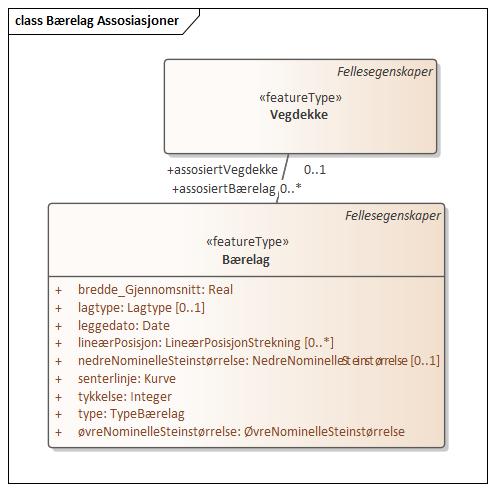 class Bærelag Assosiasjoner
Fellesegenskaper
«featureType»
Vegdekke
+assosiertVegdekke 0..1
+assosiertBærelag 0..*
Fellesegenskaper
«featureType»
Bærelag
+ bredde_Gjennomsnitt: Real
+ lagtype: Lagtype [0..1]
+ leggedato: Date
+ lineærPosisjon: LineærPosisjonStrekning [0..*]
+ nedreNominelleSteinstørrelse: NedreNominelleSteinstørrelse [0..1]
+ senterlinje: Kurve
+ tykkelse: Integer
+ type: TypeBærelag
+ øvreNominelleSteinstørrelse: ØvreNominelleSteinstørrelse